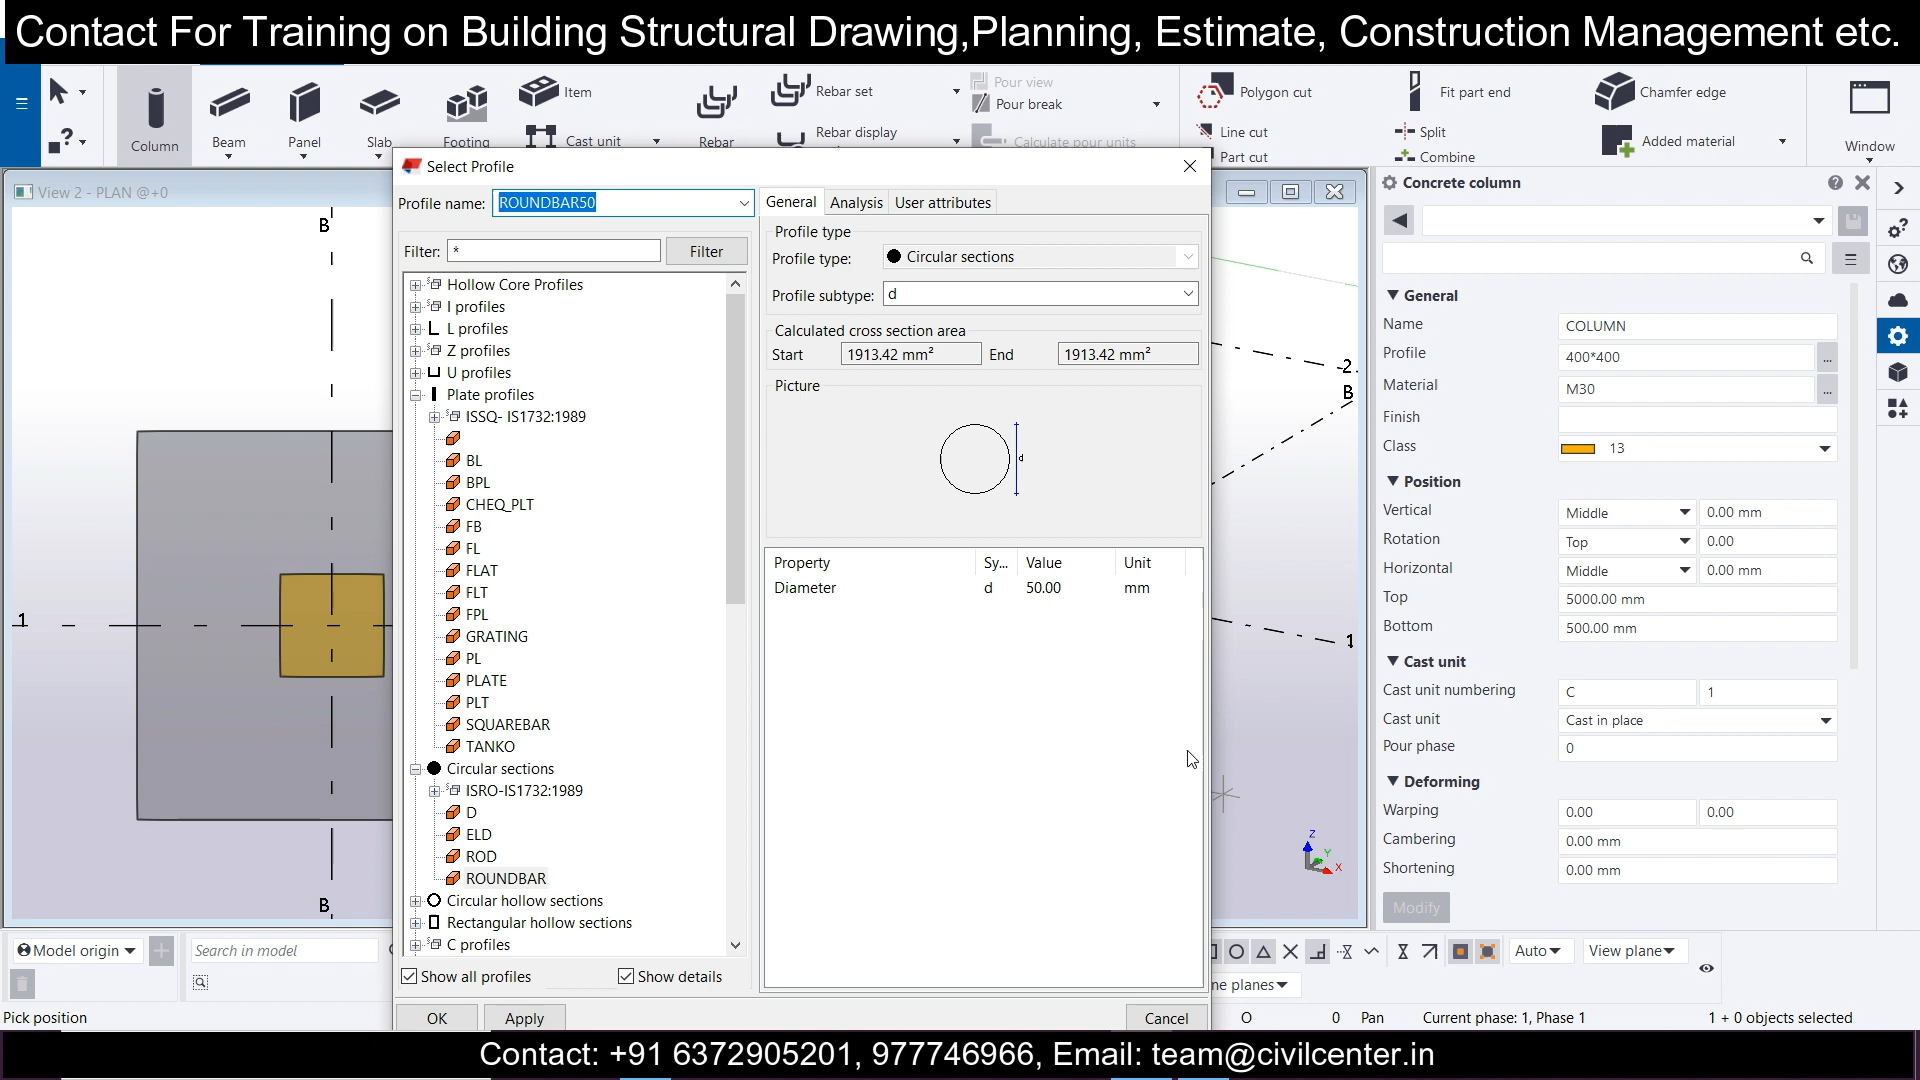 Contact For Training on Building Structural Drawing,Planning, Estimate, Construction Management etc.
Column
Beam
Panel
Slab
Footing
Item
Cast unit
Rebar
Rebar set
Rebar display
Pour view
Pour break
Calculate pour units
Polygon cut
Line cut
Part cut
Fit part end
Split
Combine
Chamfer edge
Added material
Window
View 2 - PLAN @+0
B
1
B
2
B
1
Z
Y
X
Select Profile
Profile name: ROUNDBAR50
Filter: *
Filter
Hollow Core Profiles
I profiles
L profiles
Z profiles
U profiles
Plate profiles
ISSQ- IS1732:1989
BL
BPL
CHEQ_PLT
FB
FL
FLAT
FLT
FPL
GRATING
PL
PLATE
PLT
SQUAREBAR
TANKO
Circular sections
ISRO-IS1732:1989
D
ELD
ROD
ROUNDBAR
Circular hollow sections
Rectangular hollow sections
C profiles
Show all profiles
Show details
OK
Apply
Cancel
General Analysis User attributes
Profile type
Profile type: Circular sections
Profile subtype: d
Calculated cross section area
Start 1913.42 mm² End 1913.42 mm²
Picture
d
Property Sy... Value Unit
Diameter d 50.00 mm
Concrete column
General
Name COLUMN
Profile 400*400 ...
Material M30 ...
Finish
Class 13
Position
Vertical Middle 0.00 mm
Rotation Top 0.00
Horizontal Middle 0.00 mm
Top 5000.00 mm
Bottom 500.00 mm
Cast unit
Cast unit numbering C 1
Cast unit Cast in place
Pour phase 0
Deforming
Warping 0.00 0.00
Cambering 0.00 mm
Shortening 0.00 mm
Modify
Model origin
Search in model
Auto
View plane
ne planes
Pick position
O 0 Pan Current phase: 1, Phase 1 1 + 0 objects selected
Contact: +91 6372905201, 977746966, Email: team@civilcenter.in